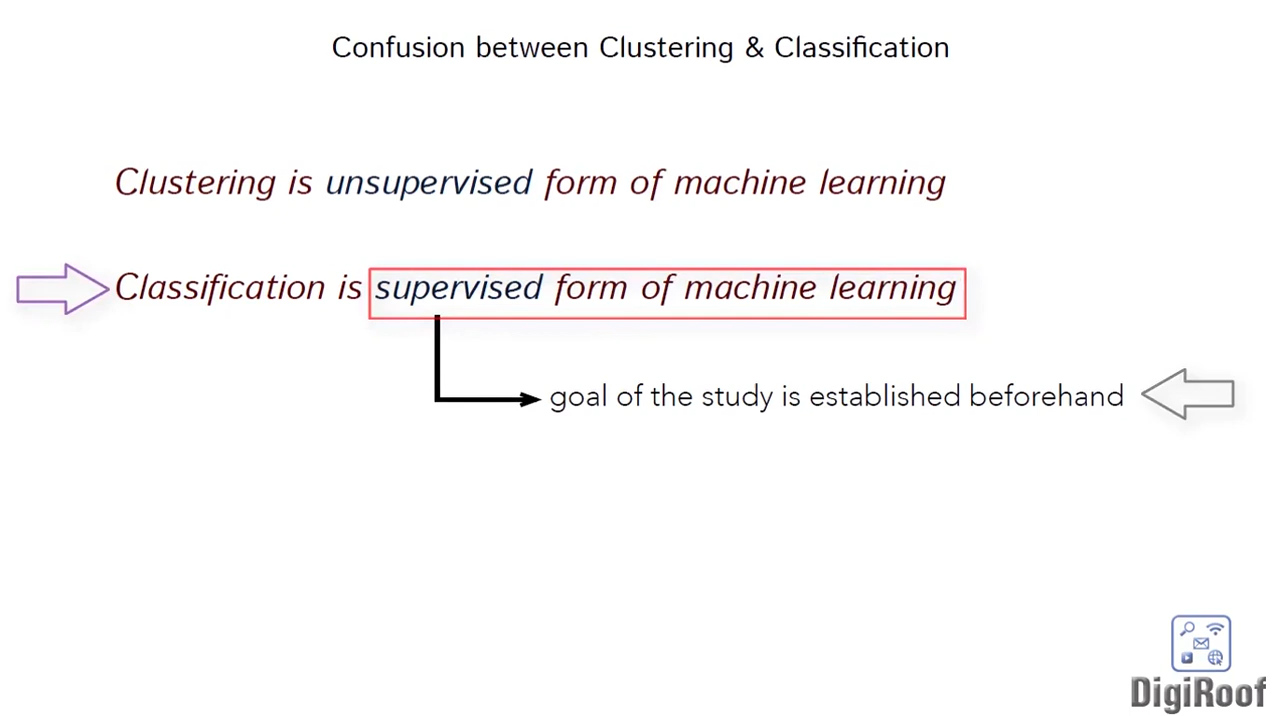 Confusion between Clustering & Classification
Clustering is unsupervised form of machine learning
Classification is supervised form of machine learning
goal of the study is established beforehand
DigiRoof